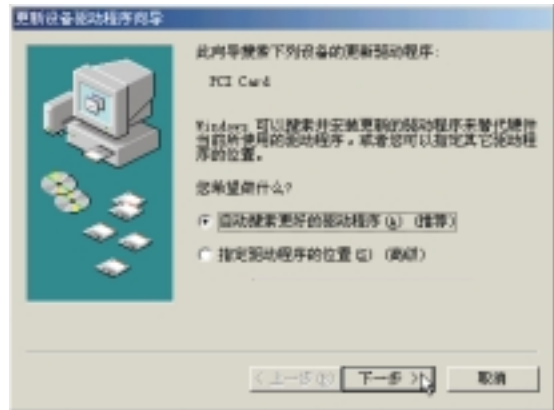 更新设备驱动程序向导
此向导搜索下列设备的更新驱动程序:
PCI Card
Windows 可以搜索并安装更新的驱动程序来替代硬件
当前所使用的驱动程序。或者您可以指定其它驱动程
序的位置。
您希望做什么?
自动搜索更好的驱动程序(A) (推荐)
指定驱动程序的位置(S) (高级)
< 上一步(B)
下一步 >
取消